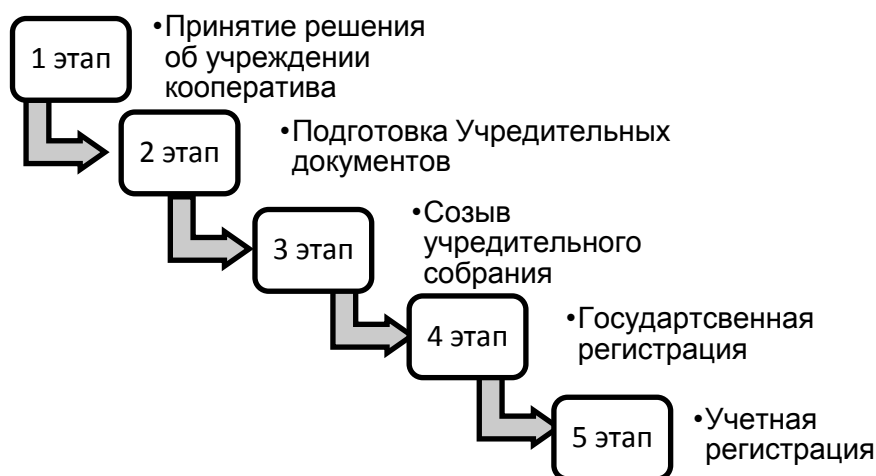 1 этап
•Принятие решения
об учреждении
кооператива
2 этап
•Подготовка Учредительных
документов
3 этап
•Созыв
учредительного
собрания
4 этап
•Государтсвенная
регистрация
5 этап
•Учетная
регистрация